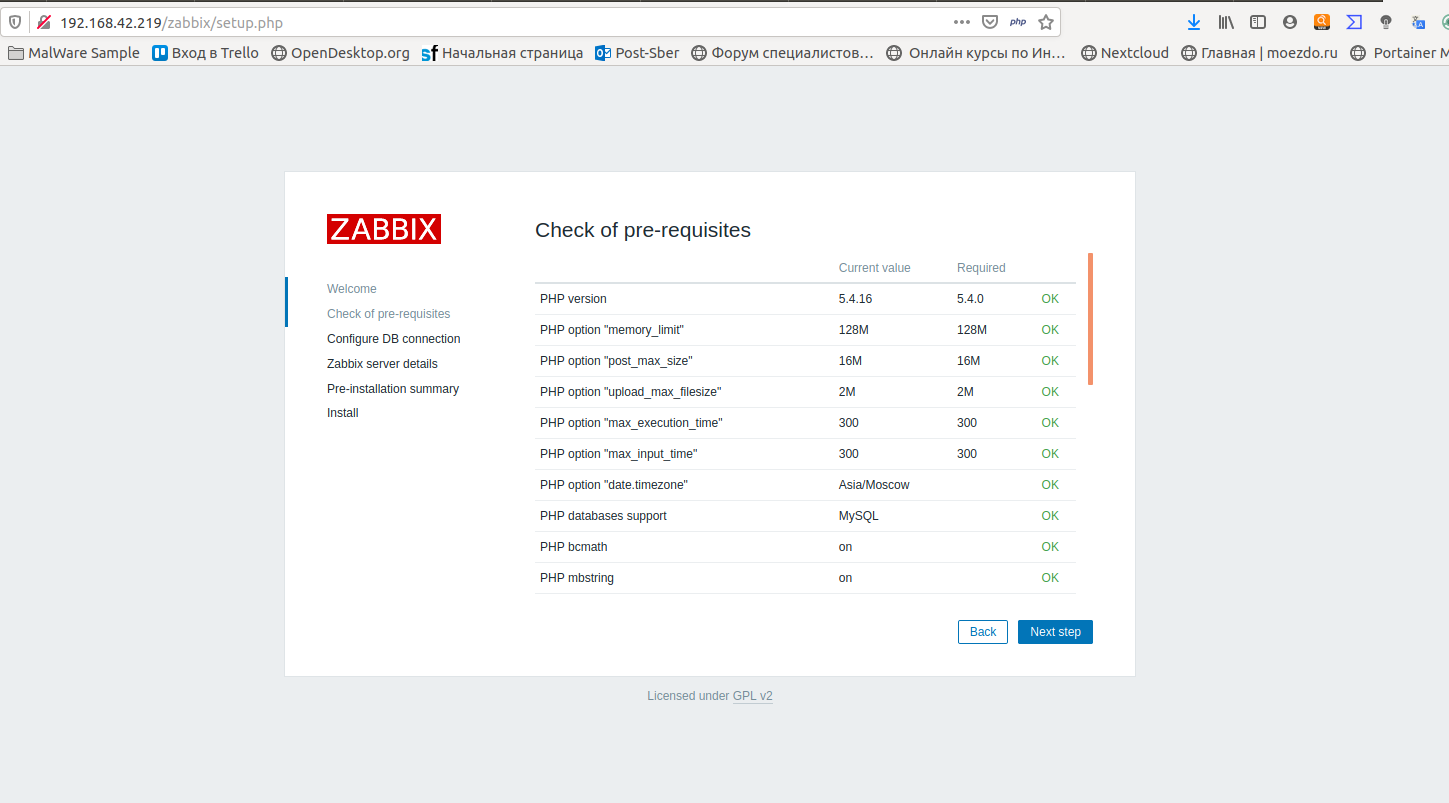 192.168.42.219/zabbix/setup.php php
MalWare Sample Вход в Trello OpenDesktop.org sf Начальная страница Post-Sber Форум специалистов… Онлайн курсы по Ин… Nextcloud Главная | moezdo.ru Portainer M
ZABBIX
Welcome
Check of pre-requisites
Configure DB connection
Zabbix server details
Pre-installation summary
Install
Check of pre-requisites
Current value Required
PHP version 5.4.16 5.4.0 OK
PHP option "memory_limit" 128M 128M OK
PHP option "post_max_size" 16M 16M OK
PHP option "upload_max_filesize" 2M 2M OK
PHP option "max_execution_time" 300 300 OK
PHP option "max_input_time" 300 300 OK
PHP option "date.timezone" Asia/Moscow OK
PHP databases support MySQL OK
PHP bcmath on OK
PHP mbstring on OK
Back Next step
Licensed under GPL v2